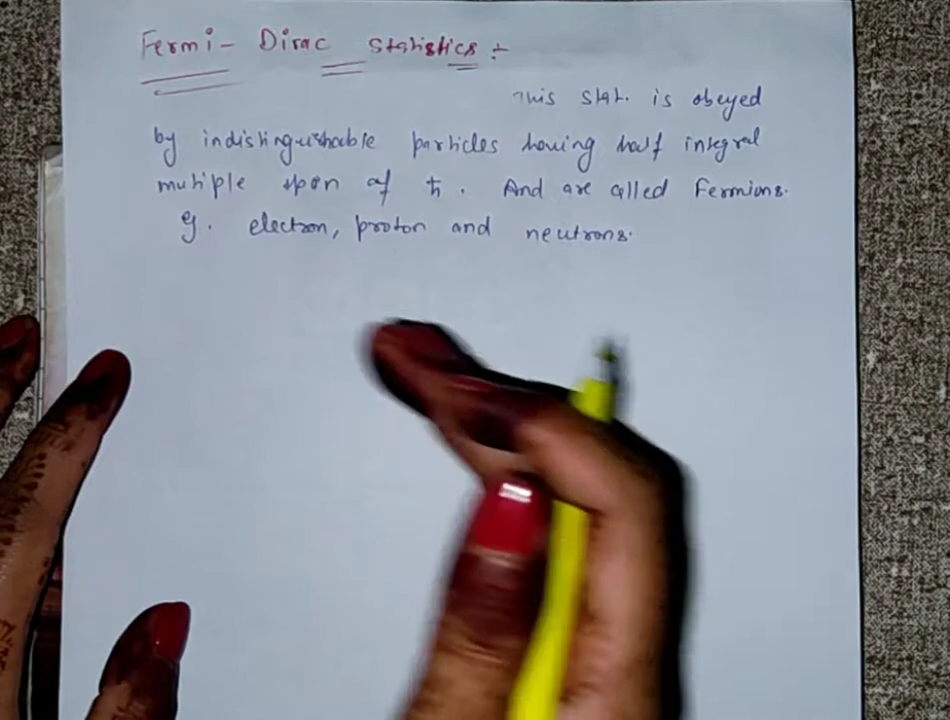 Fermi - Dirac Statistics :-
This stat. is obeyed
by indistinguishable particles having half integral
multiple spin of ħ. And are called Fermions.
eg. electron, proton and neutrons.